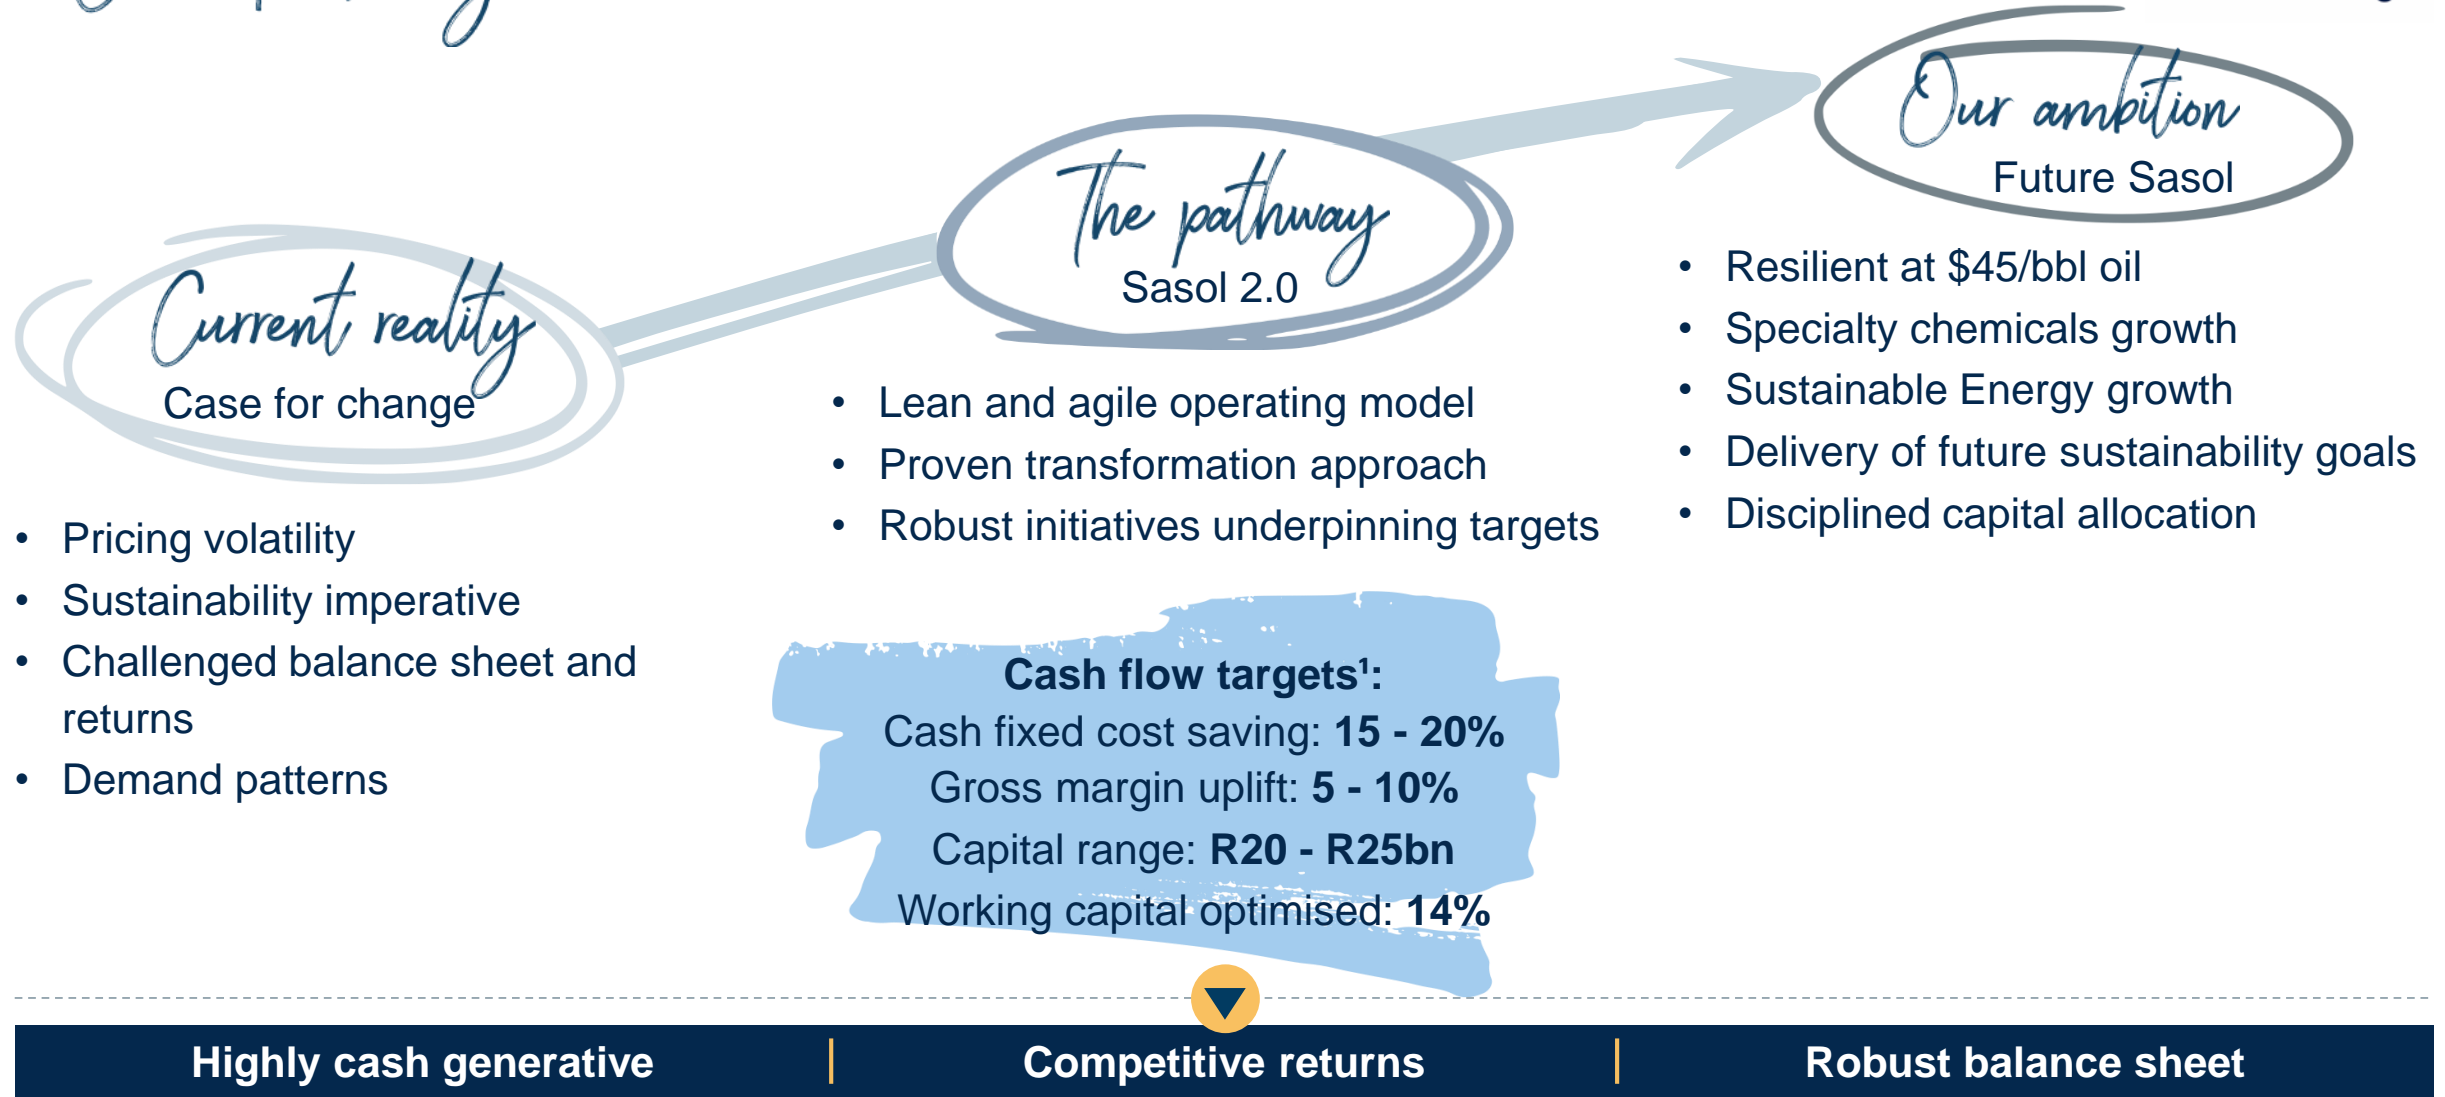 Current reality
Case for change
• Pricing volatility
• Sustainability imperative
• Challenged balance sheet and
returns
• Demand patterns
The pathway
Sasol 2.0
• Lean and agile operating model
• Proven transformation approach
• Robust initiatives underpinning targets
Cash flow targets¹:
Cash fixed cost saving: 15 - 20%
Gross margin uplift: 5 - 10%
Capital range: R20 - R25bn
Working capital optimised: 14%
Our ambition
Future Sasol
• Resilient at $45/bbl oil
• Specialty chemicals growth
• Sustainable Energy growth
• Delivery of future sustainability goals
• Disciplined capital allocation
Highly cash generative
Competitive returns
Robust balance sheet